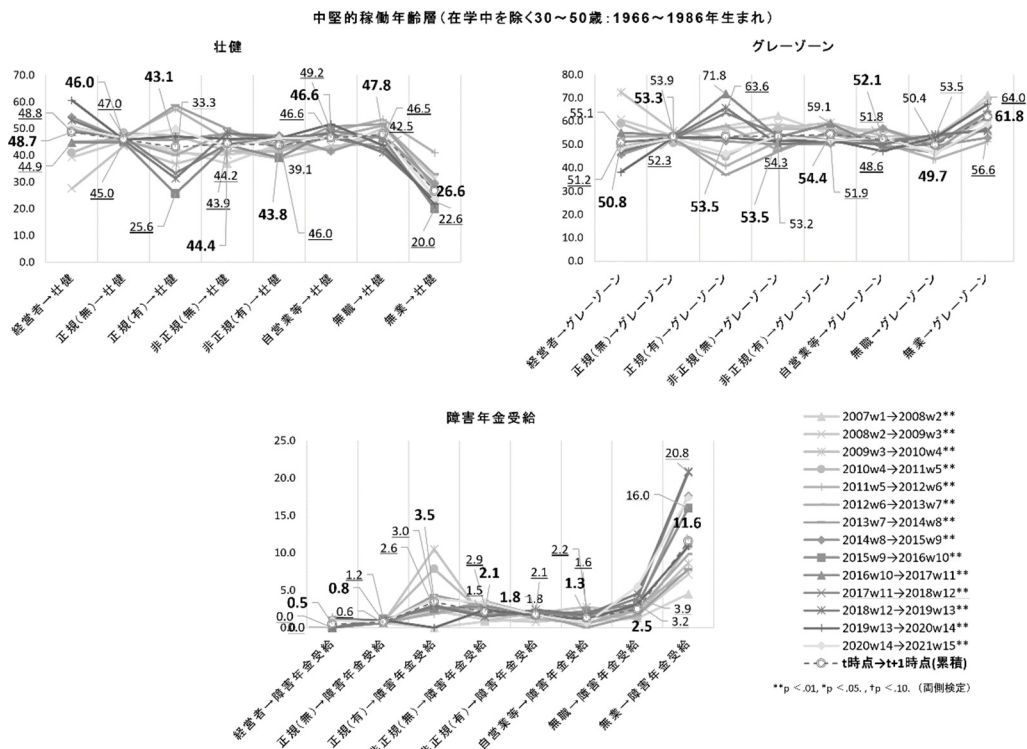 中堅的稼働年齢層(在学中を除く30～50歳:1966～1986年生まれ)
壮健
70.0
60.0
50.0
40.0
30.0
20.0
10.0
0.0
46.0
48.8
48.7
44.9
47.0
45.0
43.1
33.3
25.6
44.4
44.2
43.9
43.8
39.1
46.0
49.2
46.6
46.6
47.8
46.5
42.5
26.6
22.6
20.0
経営者→壮健
正規(無)→壮健
正規(有)→壮健
非正規(無)→壮健
非正規(有)→壮健
自営業等→壮健
無職→壮健
無業→壮健
グレーゾーン
80.0
70.0
60.0
50.0
40.0
30.0
20.0
10.0
0.0
55.1
51.2
50.8
53.9
53.3
52.3
71.8
63.6
53.5
54.3
53.5
53.2
59.1
54.4
51.9
52.1
51.8
48.6
50.4
53.5
49.7
64.0
61.8
56.6
経営者→グレーゾーン
正規(無)→グレーゾーン
正規(有)→グレーゾーン
非正規(無)→グレーゾーン
非正規(有)→グレーゾーン
自営業等→グレーゾーン
無職→グレーゾーン
無業→グレーゾーン
障害年金受給
25.0
20.0
15.0
10.0
5.0
0.0
0.5
0.0
1.2
0.8
0.6
3.5
3.0
2.6
2.9
2.1
1.5
1.8
2.1
1.8
2.2
1.6
1.3
2.5
3.9
3.2
20.8
16.0
11.6
経営者→障害年金受給
正規(無)→障害年金受給
正規(有)→障害年金受給
非正規(無)→障害年金受給
非正規(有)→障害年金受給
自営業等→障害年金受給
無職→障害年金受給
無業→障害年金受給
2007w1→2008w2**
2008w2→2009w3**
2009w3→2010w4**
2010w4→2011w5**
2011w5→2012w6**
2012w6→2013w7**
2013w7→2014w8**
2014w8→2015w9**
2015w9→2016w10**
2016w10→2017w11**
2017w11→2018w12**
2018w12→2019w13**
2019w13→2020w14**
2020w14→2021w15**
t時点→t+1時点(累積)
**p <.01, *p <.05. , †p <.10. (両側検定)